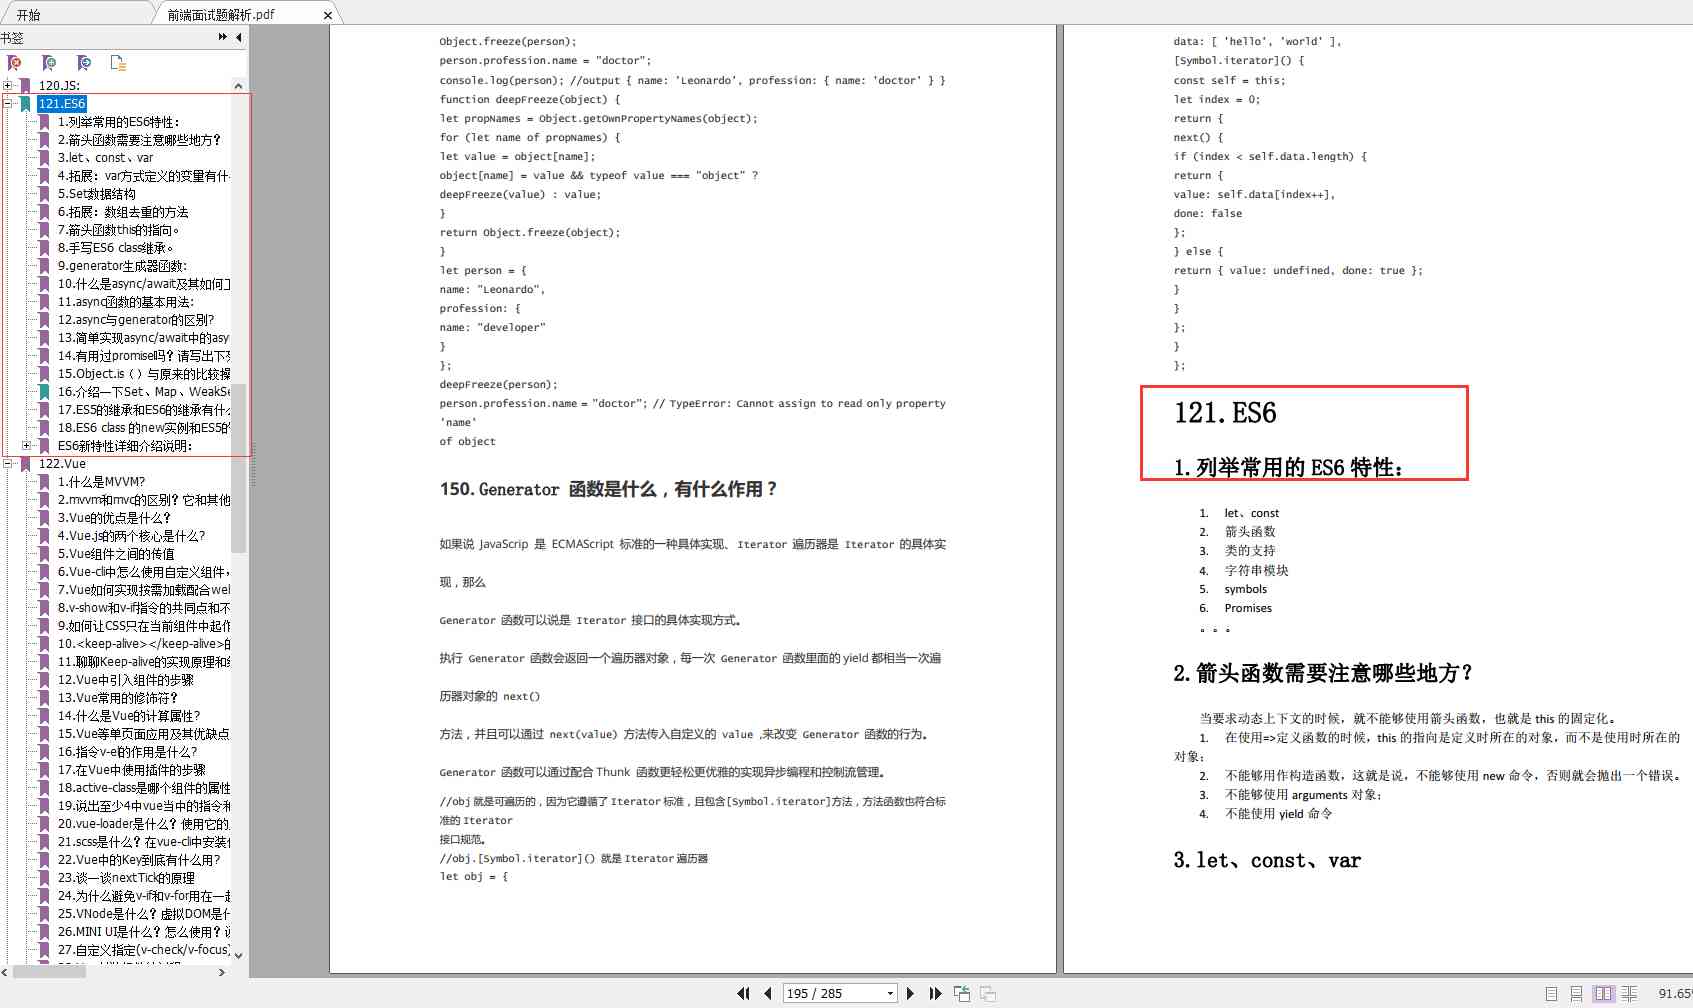 开始
前端面试题解析.pdf
书签
120.JS:
121.ES6
1.列举常用的ES6特性:
2.箭头函数需要注意哪些地方?
3.let、const、var
4.拓展：var方式定义的变量有什
5.Set数据结构
6.拓展：数组去重的方法
7.箭头函数this的指向。
8.手写ES6 class继承。
9.generator生成器函数:
10.什么是async/await及其如何工
11.async函数的基本用法:
12.async与generator的区别?
13.简单实现async/await中的asy
14.有用过promise吗？请写出下列
15.Object.is（）与原来的比较操
16.介绍一下Set、Map、WeakSe
17.ES5的继承和ES6的继承有什么
18.ES6 class 的new实例和ES5的
ES6新特性详细介绍说明:
122.Vue
1.什么是MVVM?
2.mvvm和mvc的区别？它和其他
3.Vue的优点是什么?
4.Vue.js的两个核心是什么?
5.Vue组件之间的传值
6.Vue-cli中怎么使用自定义组件，
7.Vue如何实现按需加载配合wel
8.v-show和v-if指令的共同点和不
9.如何让CSS只在当前组件中起作
10.<keep-alive></keep-alive>的
11.聊聊Keep-alive的实现原理和
12.Vue中引入组件的步骤
13.Vue常用的修饰符?
14.什么是Vue的计算属性?
15.Vue等单页面应用及其优缺点
16.指令v-el的作用是什么?
17.在Vue中使用插件的步骤
18.active-class是哪个组件的属性
19.说出至少4中vue当中的指令和
20.vue-loader是什么？使用它的
21.scss是什么？在vue-cli中安装使
22.Vue中的Key到底有什么用?
23.谈一谈nextTick的原理
24.为什么避免v-if和v-for用在一起
25.VNode是什么？虚拟DOM是什
26.MINI UI是什么？怎么使用？说
27.自定义指定(v-check/v-focus)
Object.freeze(person);
person.profession.name = "doctor";
console.log(person); //output { name: 'Leonardo', profession: { name: 'doctor' } }
function deepFreeze(object) {
let propNames = Object.getOwnPropertyNames(object);
for (let name of propNames) {
let value = object[name];
object[name] = value && typeof value === "object" ?
deepFreeze(value) : value;
}
return Object.freeze(object);
}
let person = {
name: "Leonardo",
profession: {
name: "developer"
}
};
deepFreeze(person);
person.profession.name = "doctor"; // TypeError: Cannot assign to read only property
'name'
of object
150.Generator 函数是什么，有什么作用？
如果说 JavaScrip 是 ECMAScript 标准的一种具体实现、Iterator 遍历器是 Iterator 的具体实
现，那么
Generator 函数可以说是 Iterator 接口的具体实现方式。
执行 Generator 函数会返回一个遍历器对象，每一次 Generator 函数里面的 yield 都相当一次遍
历器对象的 next()
方法，并且可以通过 next(value) 方法传入自定义的 value ,来改变 Generator 函数的行为。
Generator 函数可以通过配合 Thunk 函数更轻松更优雅的实现异步编程和控制流管理。
//obj 就是可遍历的，因为它遵循了 Iterator 标准，且包含[Symbol.iterator]方法，方法函数也符合标
准的 Iterator
接口规范。
//obj.[Symbol.iterator]() 就是 Iterator 遍历器
let obj = {
data: [ 'hello', 'world' ],
[Symbol.iterator]() {
const self = this;
let index = 0;
return {
next() {
if (index < self.data.length) {
return {
value: self.data[index++],
done: false
};
} else {
return { value: undefined, done: true };
}
}
};
}
};
121.ES6
1.列举常用的 ES6 特性：
1. let、const
2. 箭头函数
3. 类的支持
4. 字符串模块
5. symbols
6. Promises
。。。
2.箭头函数需要注意哪些地方？
当要求动态上下文的时候，就不能够使用箭头函数，也就是 this 的固定化。
1. 在使用=>定义函数的时候，this 的指向是定义时所在的对象，而不是使用时所在的
对象；
2. 不能够用作构造函数，这就是说，不能够使用 new 命令，否则就会抛出一个错误。
3. 不能够使用 arguments 对象；
4. 不能使用 yield 命令
3.let、const、var
195 / 285
91.65